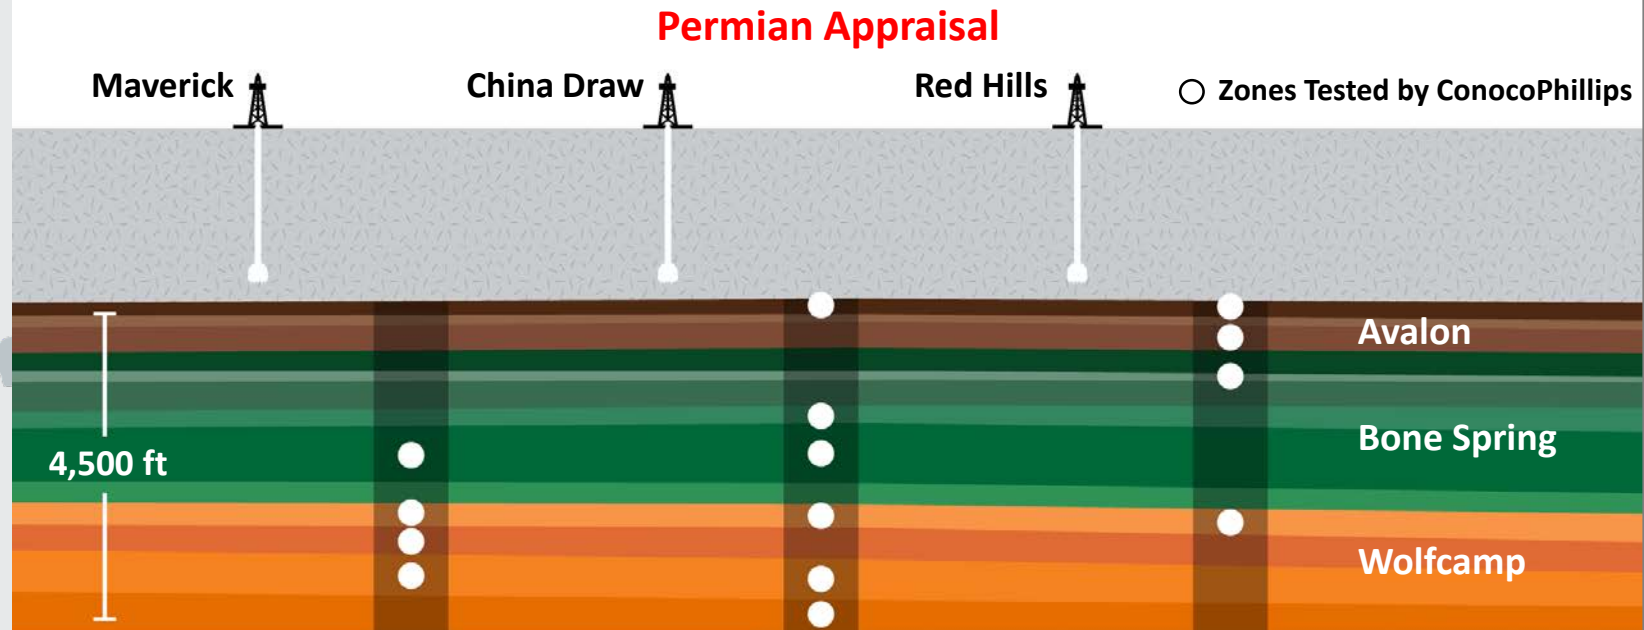 Permian Appraisal
Maverick
China Draw
Red Hills
Zones Tested by ConocoPhillips
Avalon
Bone Spring
4,500 ft
Wolfcamp